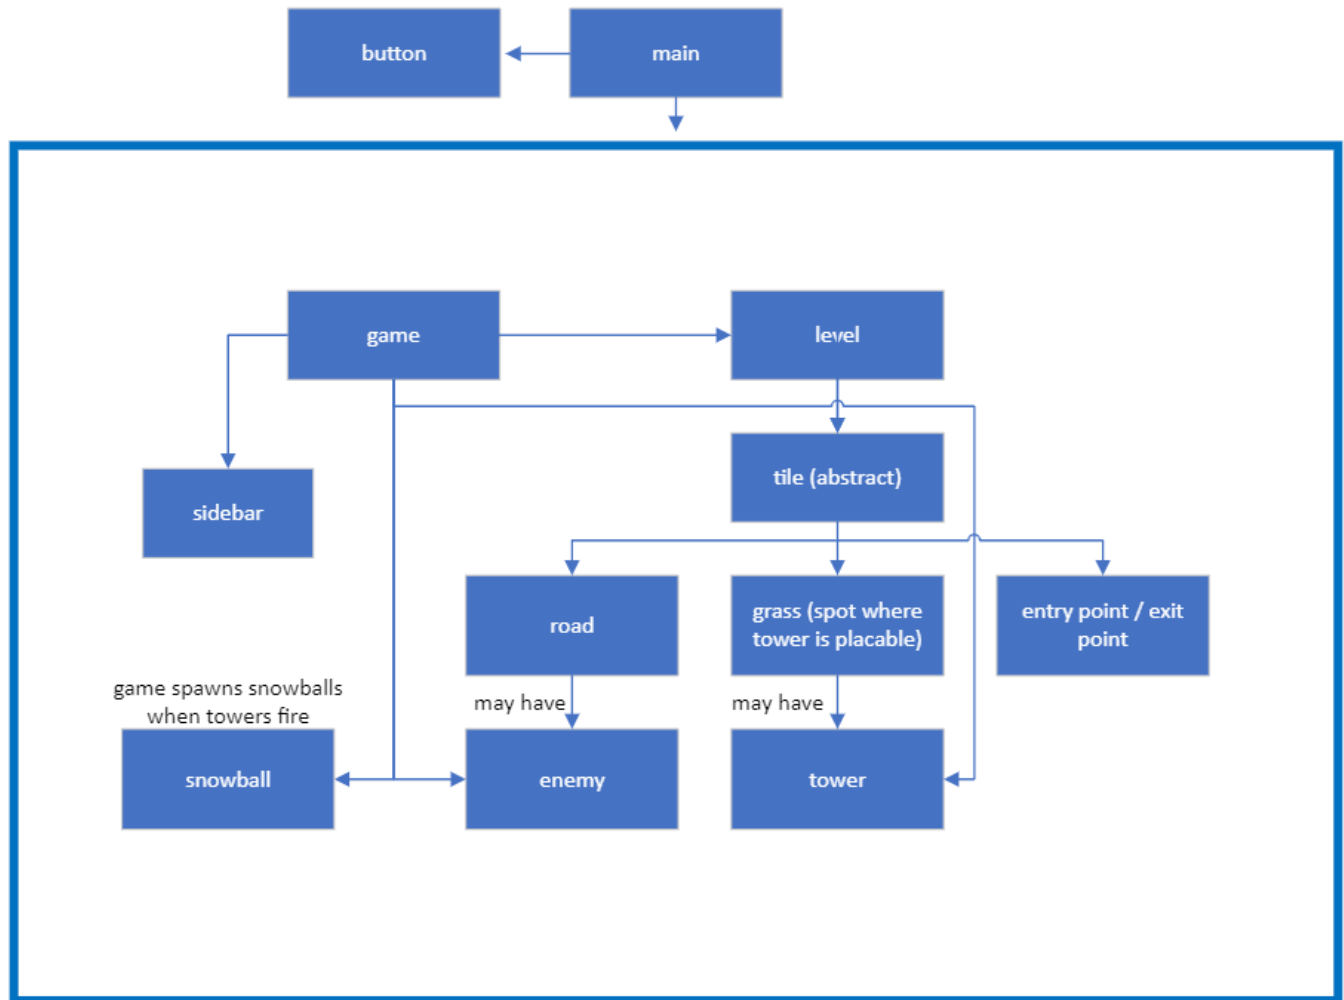 button
main
game
level
tile (abstract)
sidebar
road
grass (spot where
tower is placable)
entry point / exit
point
game spawns snowballs
when towers fire
may have
may have
snowball
enemy
tower